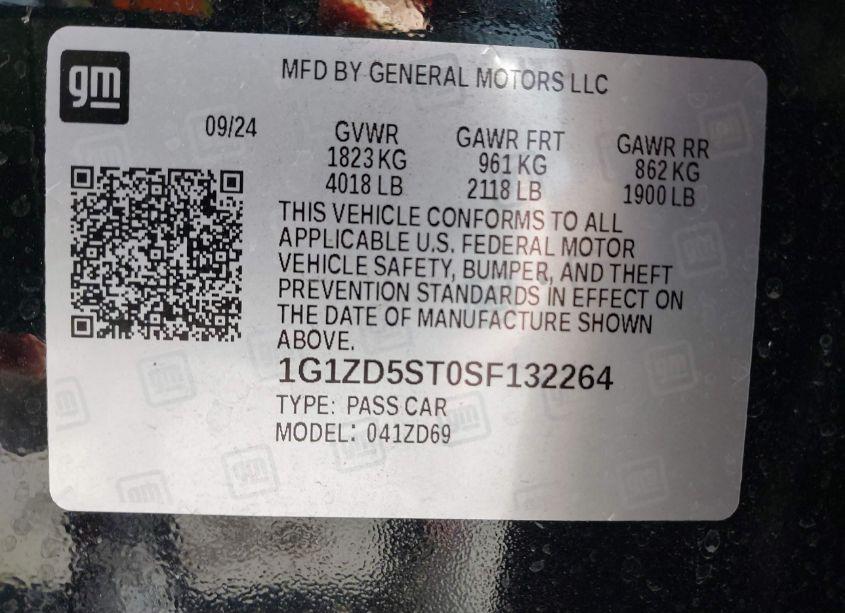 gm
MFD BY GENERAL MOTORS LLC
09/24
GVWR
1823 KG
4018 LB
GAWR FRT
961 KG
2118 LB
GAWR RR
862 KG
1900 LB
THIS VEHICLE CONFORMS TO ALL
APPLICABLE U.S. FEDERAL MOTOR
VEHICLE SAFETY, BUMPER, AND THEFT
PREVENTION STANDARDS IN EFFECT ON
THE DATE OF MANUFACTURE SHOWN
ABOVE.
1G1ZD5ST0SF132264
TYPE: PASS CAR
MODEL: 041ZD69